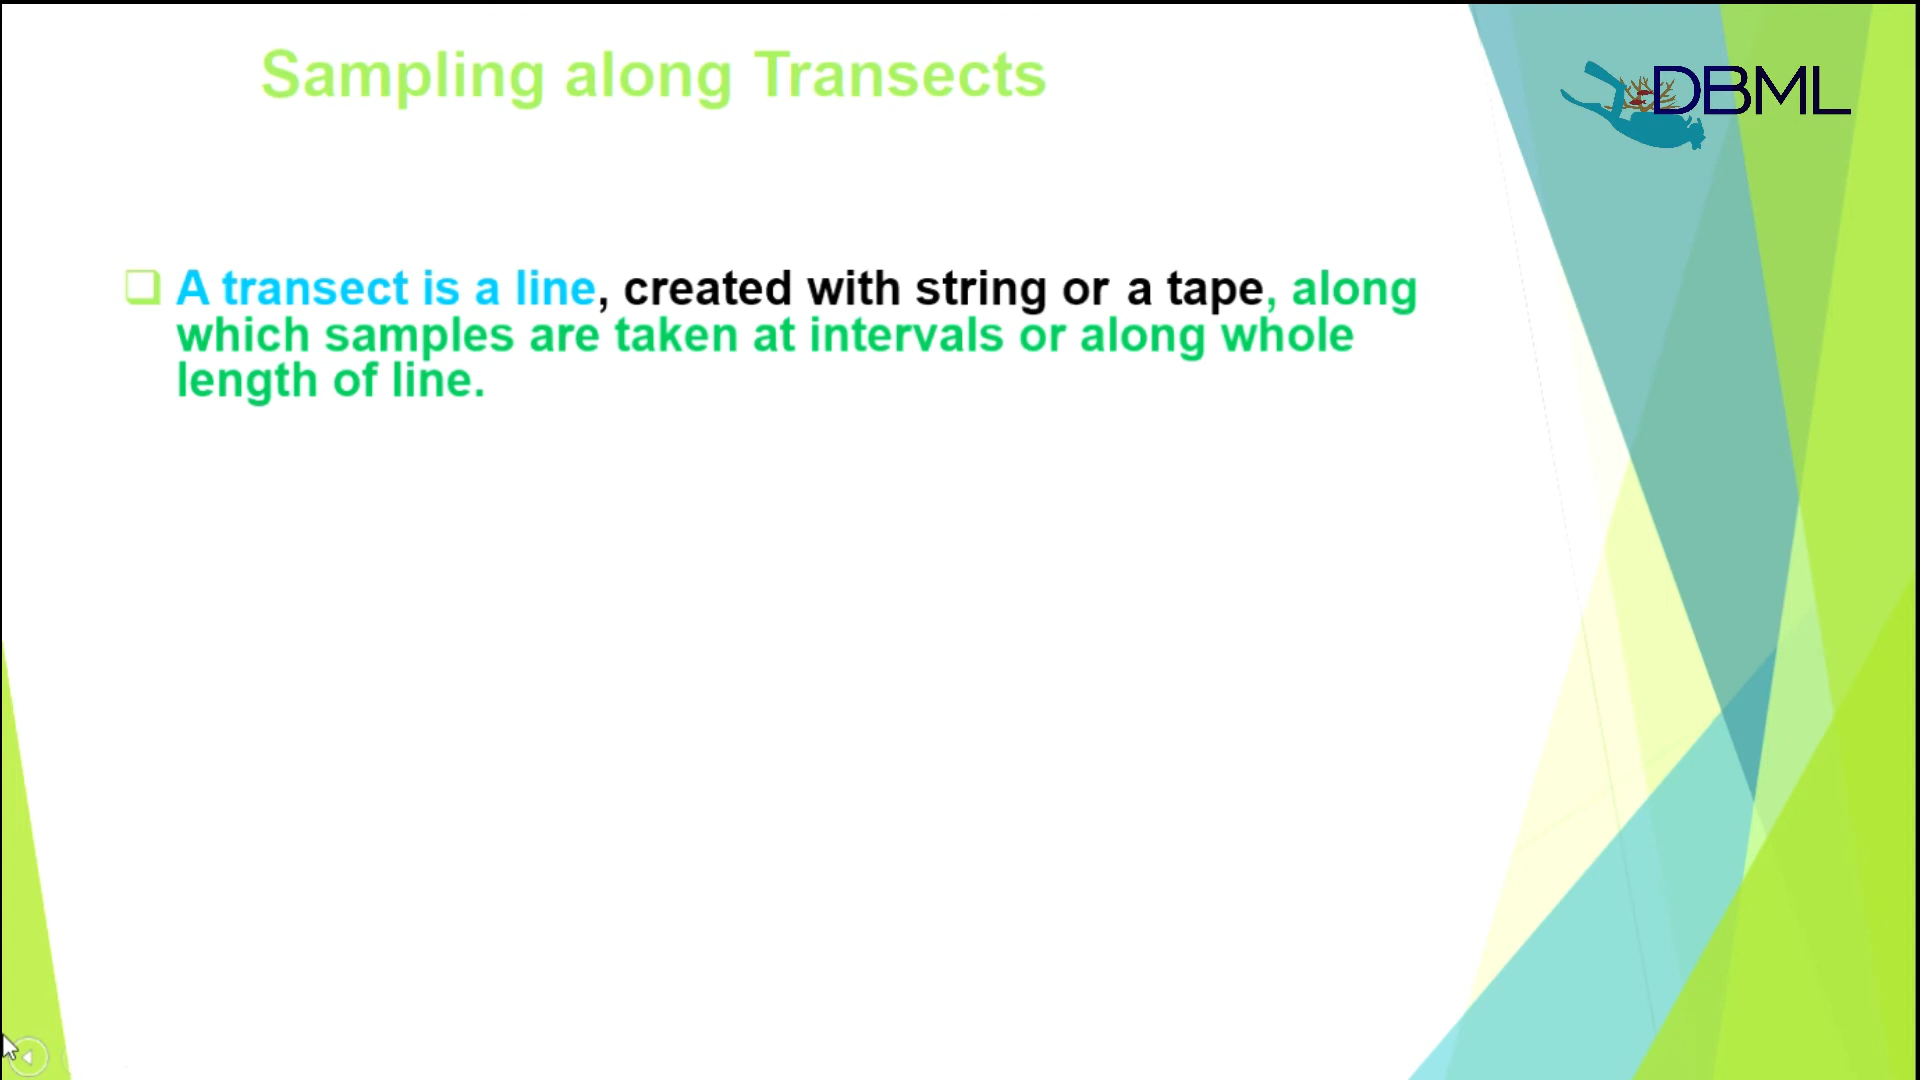 Sampling along Transects
DBML
A transect is a line, created with string or a tape, along
which samples are taken at intervals or along whole
length of line.